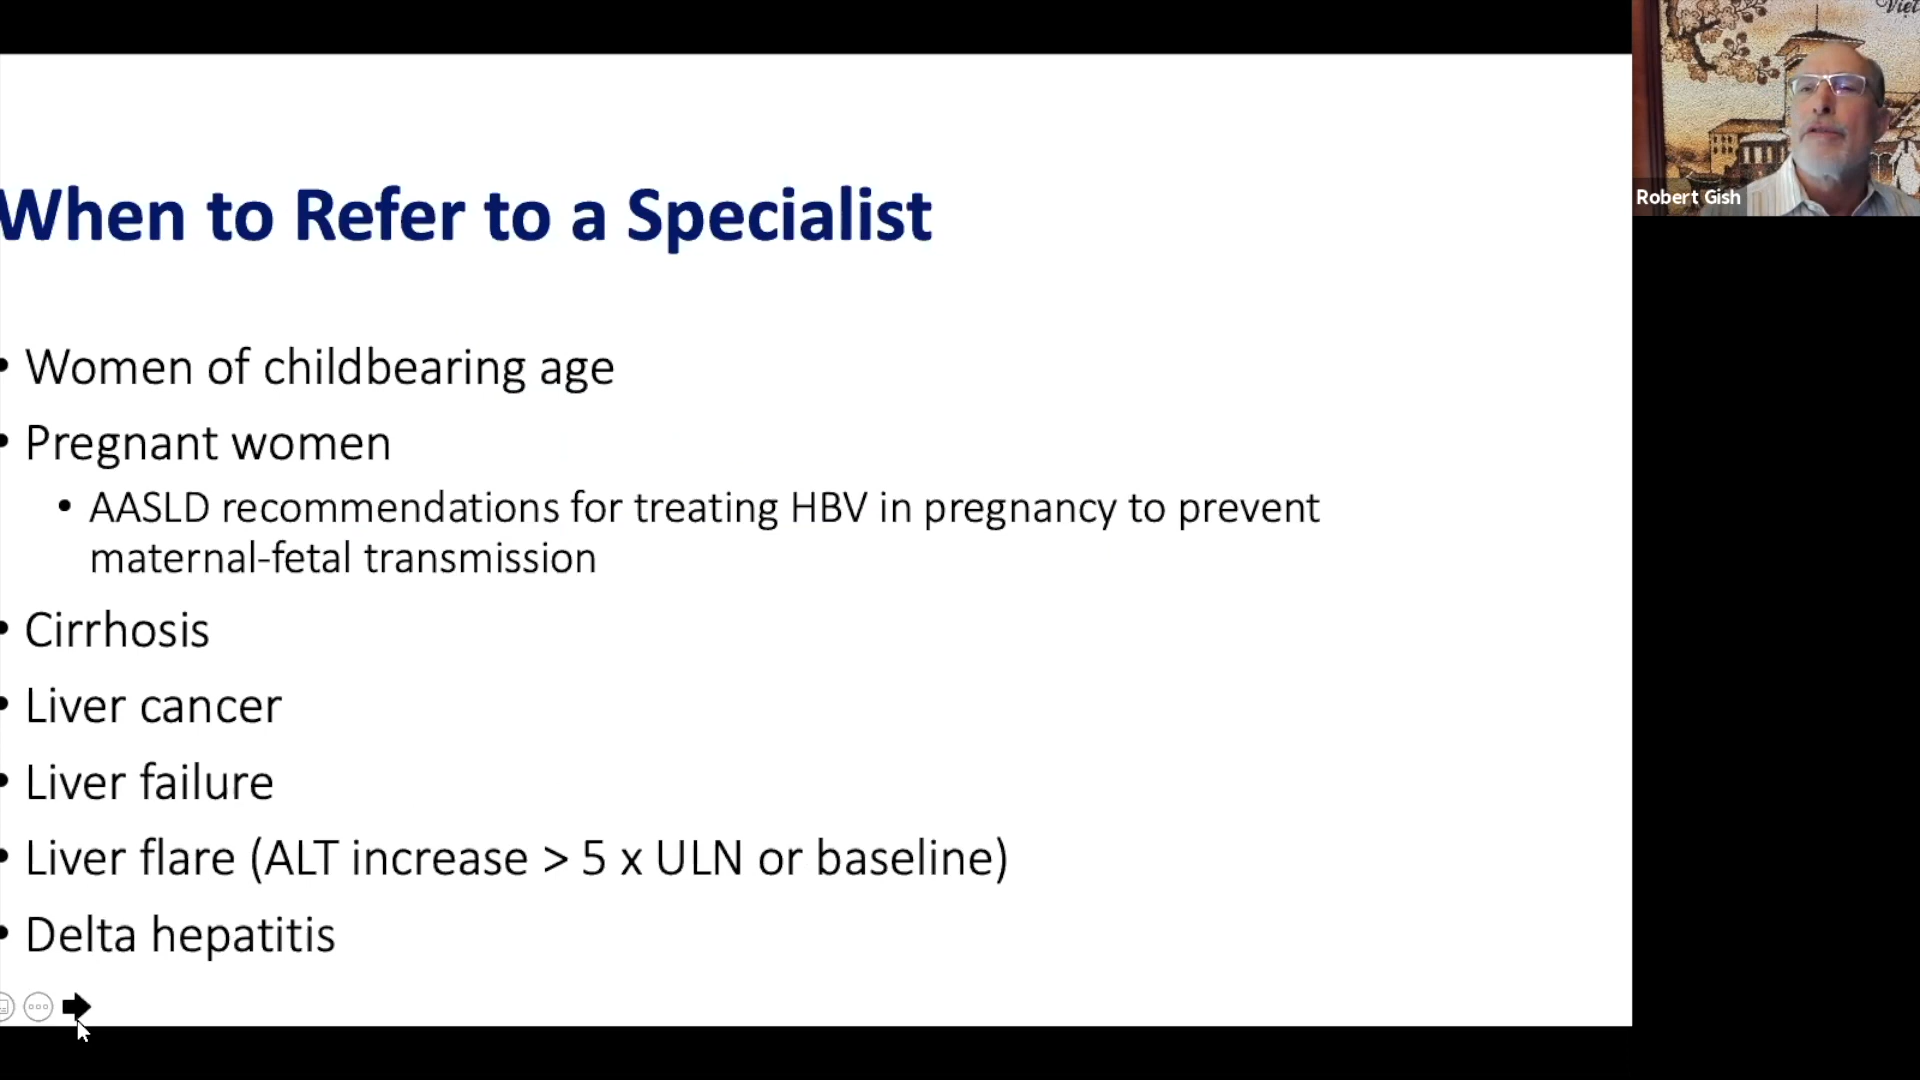 Việt
When to Refer to a Specialist
Robert Gish
• Women of childbearing age
• Pregnant women
• AASLD recommendations for treating HBV in pregnancy to prevent
maternal-fetal transmission
• Cirrhosis
• Liver cancer
• Liver failure
• Liver flare (ALT increase > 5 x ULN or baseline)
• Delta hepatitis